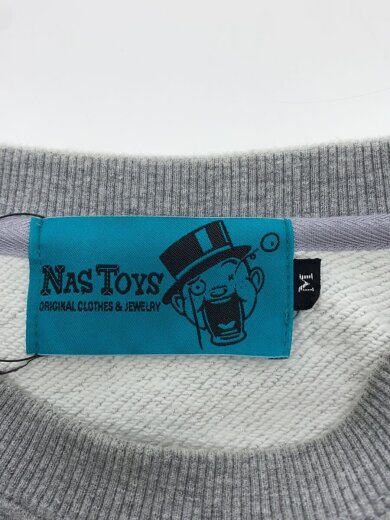 NAS TOYS
ORIGINAL CLOTHES & JEWELRY
M